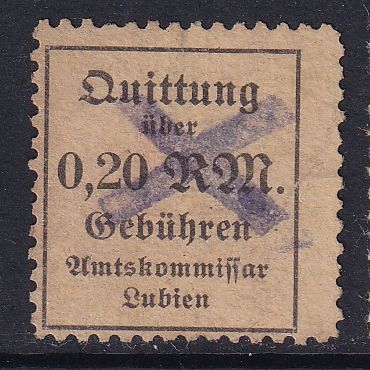 Quittung
über
0,20 RM.
Gebühren
Amtskommissar
Lubien